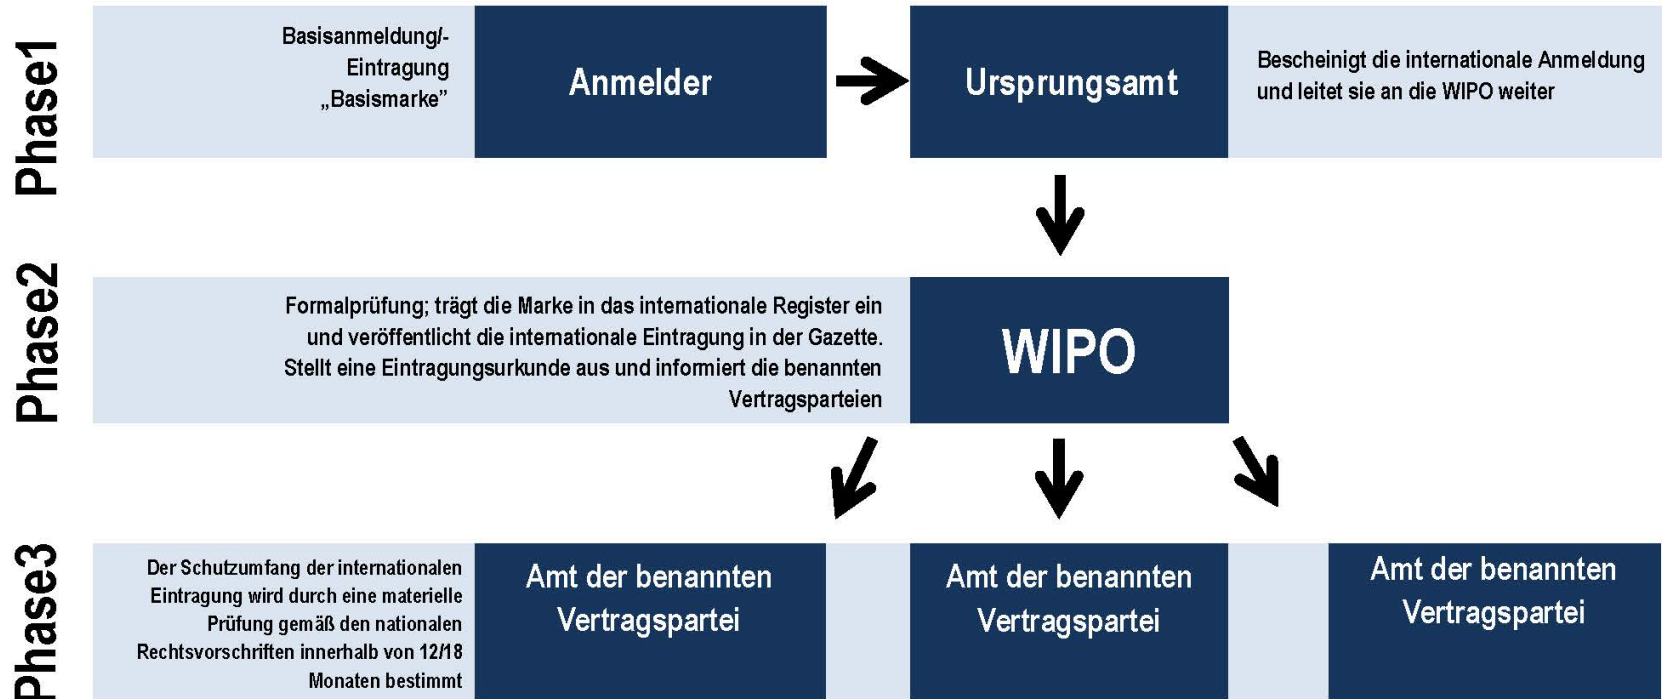 Phase1
Basisanmeldung/-
Eintragung
„Basismarke”
Anmelder
Ursprungsamt
Bescheinigt die internationale Anmeldung
und leitet sie an die WIPO weiter
Phase2
Formalprüfung; trägt die Marke in das internationale Register ein
und veröffentlicht die internationale Eintragung in der Gazette.
Stellt eine Eintragungsurkunde aus und informiert die benannten
Vertragsparteien
WIPO
Phase3
Der Schutzumfang der internationalen
Eintragung wird durch eine materielle
Prüfung gemäß den nationalen
Rechtsvorschriften innerhalb von 12/18
Monaten bestimmt
Amt der benannten
Vertragspartei
Amt der benannten
Vertragspartei
Amt der benannten
Vertragspartei